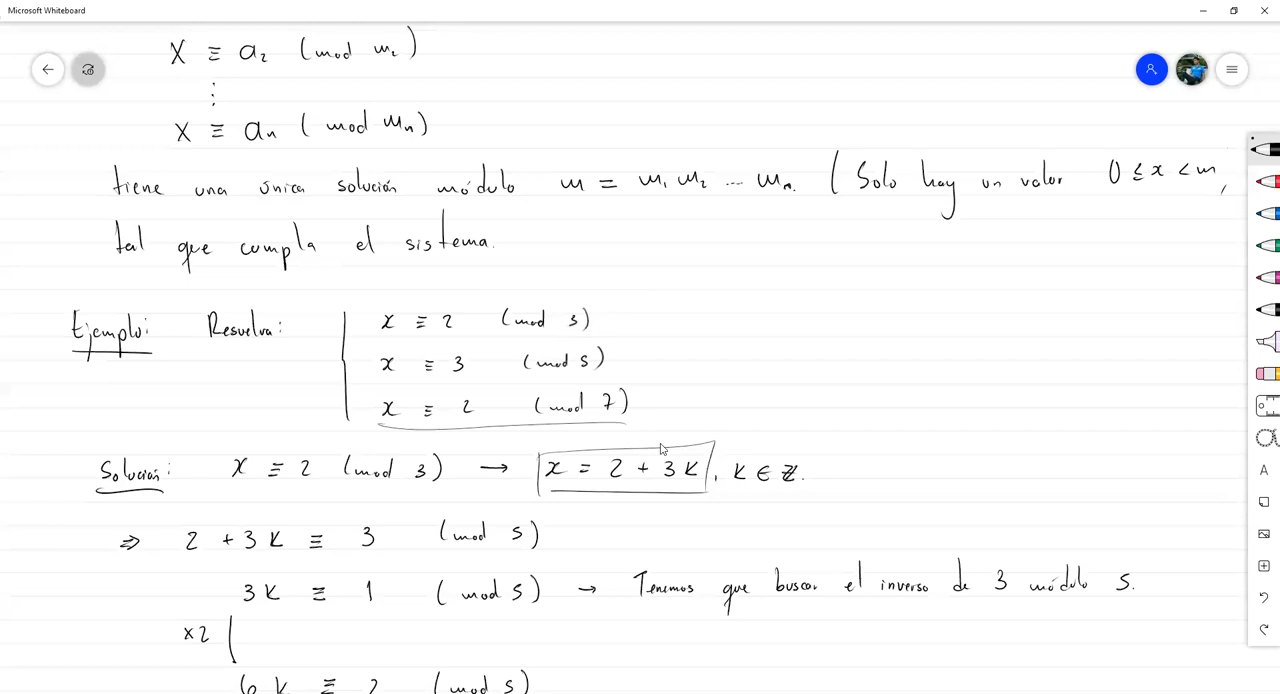 Microsoft Whiteboard
X ≡ a₂ (mod m₂)
⋮
X ≡ aₙ (mod mₙ)
tiene una única solución módulo m = m₁ m₂ ... mₙ. (Solo hay un valor 0 ≤ x < m,
tal que cumpla el sistema.
Ejemplo: Resuelva:
x ≡ 2 (mod 3)
x ≡ 3 (mod 5)
x ≡ 2 (mod 7)
Solución: x ≡ 2 (mod 3) → x = 2 + 3k, k ∈ ℤ.
⇒ 2 + 3k ≡ 3 (mod 5)
3k ≡ 1 (mod 5) → Tenemos que buscar el inverso de 3 módulo 5.
×2
6k ≡ 2 (mod 5)
A